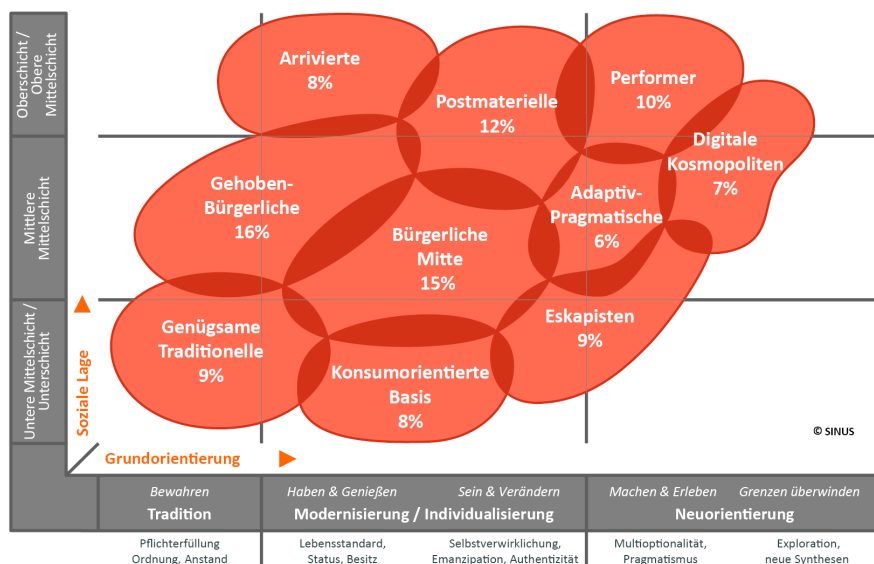 Oberschicht /
Obere
Mittelschicht
Mittlere
Mittelschicht
Untere Mittelschicht /
Unterschicht
Soziale Lage
Arrivierte
8%
Postmaterielle
12%
Performer
10%
Digitale
Kosmopoliten
7%
Gehoben-
Bürgerliche
16%
Bürgerliche
Mitte
15%
Adaptiv-
Pragmatische
6%
Genügsame
Traditionelle
9%
Konsumorientierte
Basis
8%
Eskapisten
9%
© SINUS
Grundorientierung
Bewahren
Tradition
Haben & Genießen
Sein & Verändern
Modernisierung / Individualisierung
Machen & Erleben
Grenzen überwinden
Neuorientierung
Pflichterfüllung
Ordnung, Anstand
Lebensstandard,
Status, Besitz
Selbstverwirklichung,
Emanzipation, Authentizität
Multioptionalität,
Pragmatismus
Exploration,
neue Synthesen